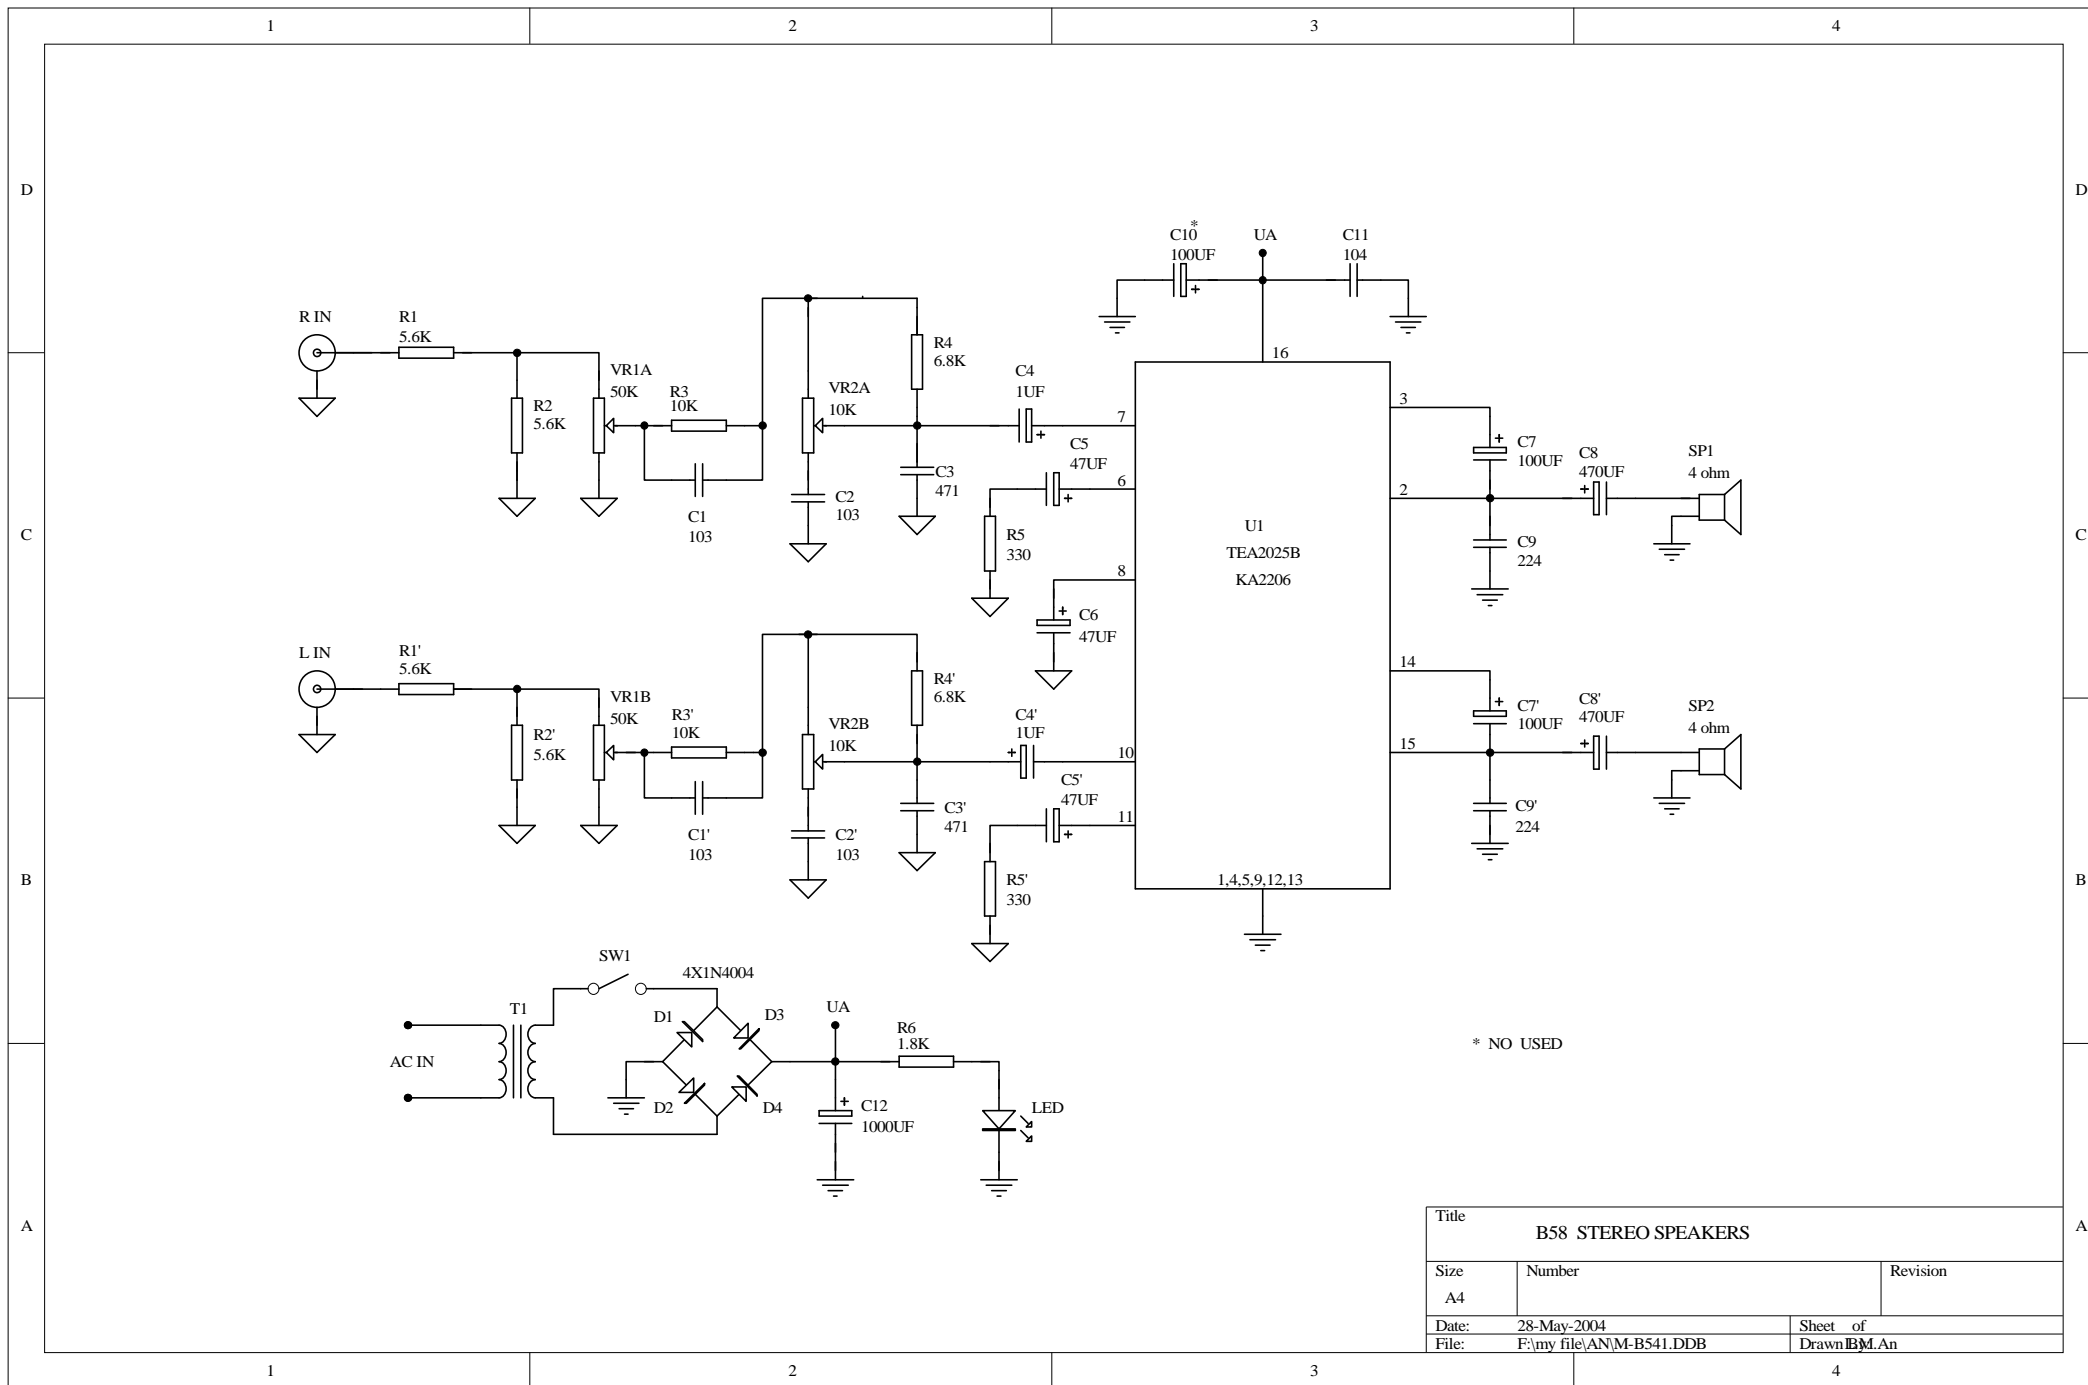 1 2 3 4
D D
C10 *
100UF
UA
C11
104
R IN
R1
5.6K
R4
6.8K
VR1A
50K
R3
10K
VR2A
10K
C4
1UF
16
R2
5.6K
7
3
C5
47UF
C7
100UF
C8
470UF
SP1
4 ohm
C3
471
6
2
C2
103
C1
103
C C
R5
330
U1
TEA2025B
KA2206
C9
224
8
C6
47UF
L IN
R1'
5.6K
R4'
6.8K
14
VR1B
50K
R3'
10K
VR2B
10K
C4'
1UF
C7'
100UF
C8'
470UF
SP2
4 ohm
R2'
5.6K
10
15
C5'
47UF
C3'
471
11
C9'
224
C1'
103
C2'
103
B B
R5'
330
1,4,5,9,12,13
SW1
4X1N4004
T1
D1
D3
UA
R6
1.8K
AC IN
* NO USED
D2
D4
C12
1000UF
LED
A A
Title
B58 STEREO SPEAKERS
Size
A4
Number
Revision
Date: 28-May-2004
Sheet of
File: F:\my file\AN\M-B541.DDB
Drawn By: An
1 2 3 4